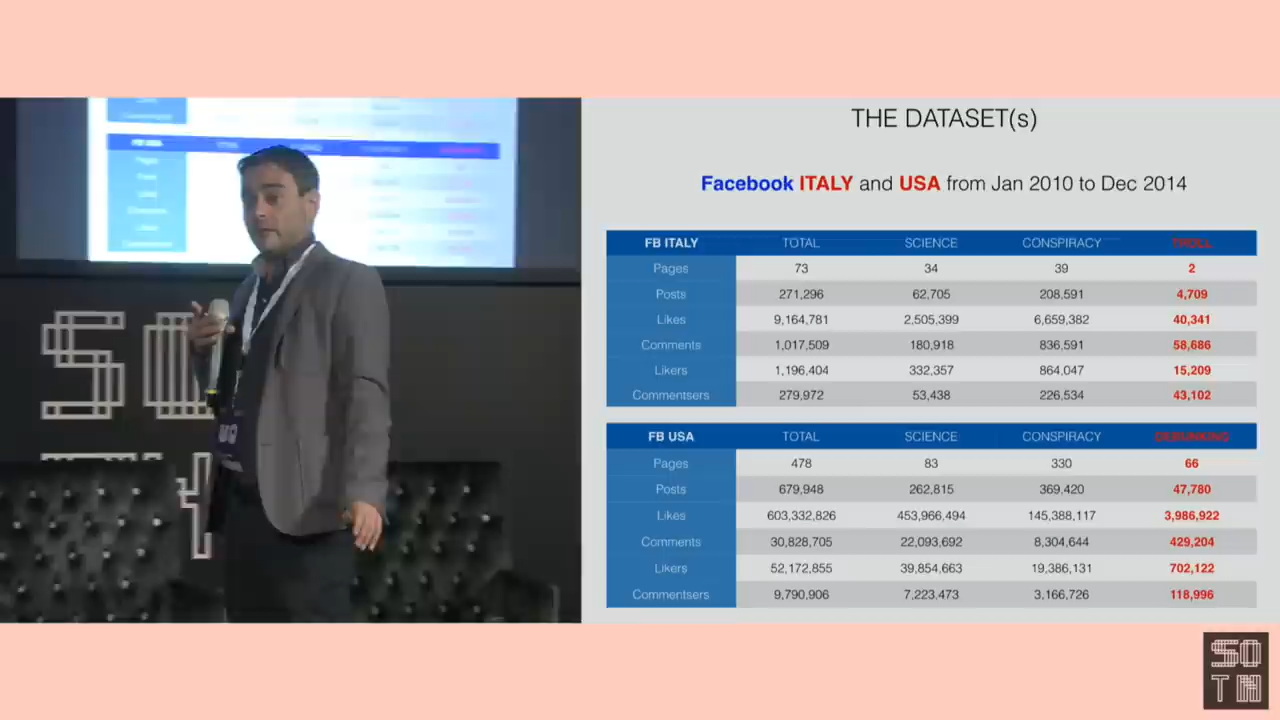 THE DATASET(s)
Facebook ITALY and USA from Jan 2010 to Dec 2014
FB ITALY TOTAL SCIENCE CONSPIRACY TROLL
Pages 73 34 39 2
Posts 271,296 62,705 208,591 4,709
Likes 9,164,781 2,505,399 6,659,382 40,341
Comments 1,017,509 180,918 836,591 58,686
Likers 1,196,404 332,357 864,047 15,209
Commentsers 279,972 53,438 226,534 43,102
FB USA TOTAL SCIENCE CONSPIRACY DEBUNKING
Pages 478 83 330 66
Posts 679,948 262,815 369,420 47,780
Likes 603,332,826 453,966,494 145,388,117 3,986,922
Comments 30,828,705 22,093,692 8,304,644 429,204
Likers 52,172,855 39,854,663 19,386,131 702,122
Commentsers 9,790,906 7,223,473 3,166,726 118,996
FB USA
Pages
SO
TN